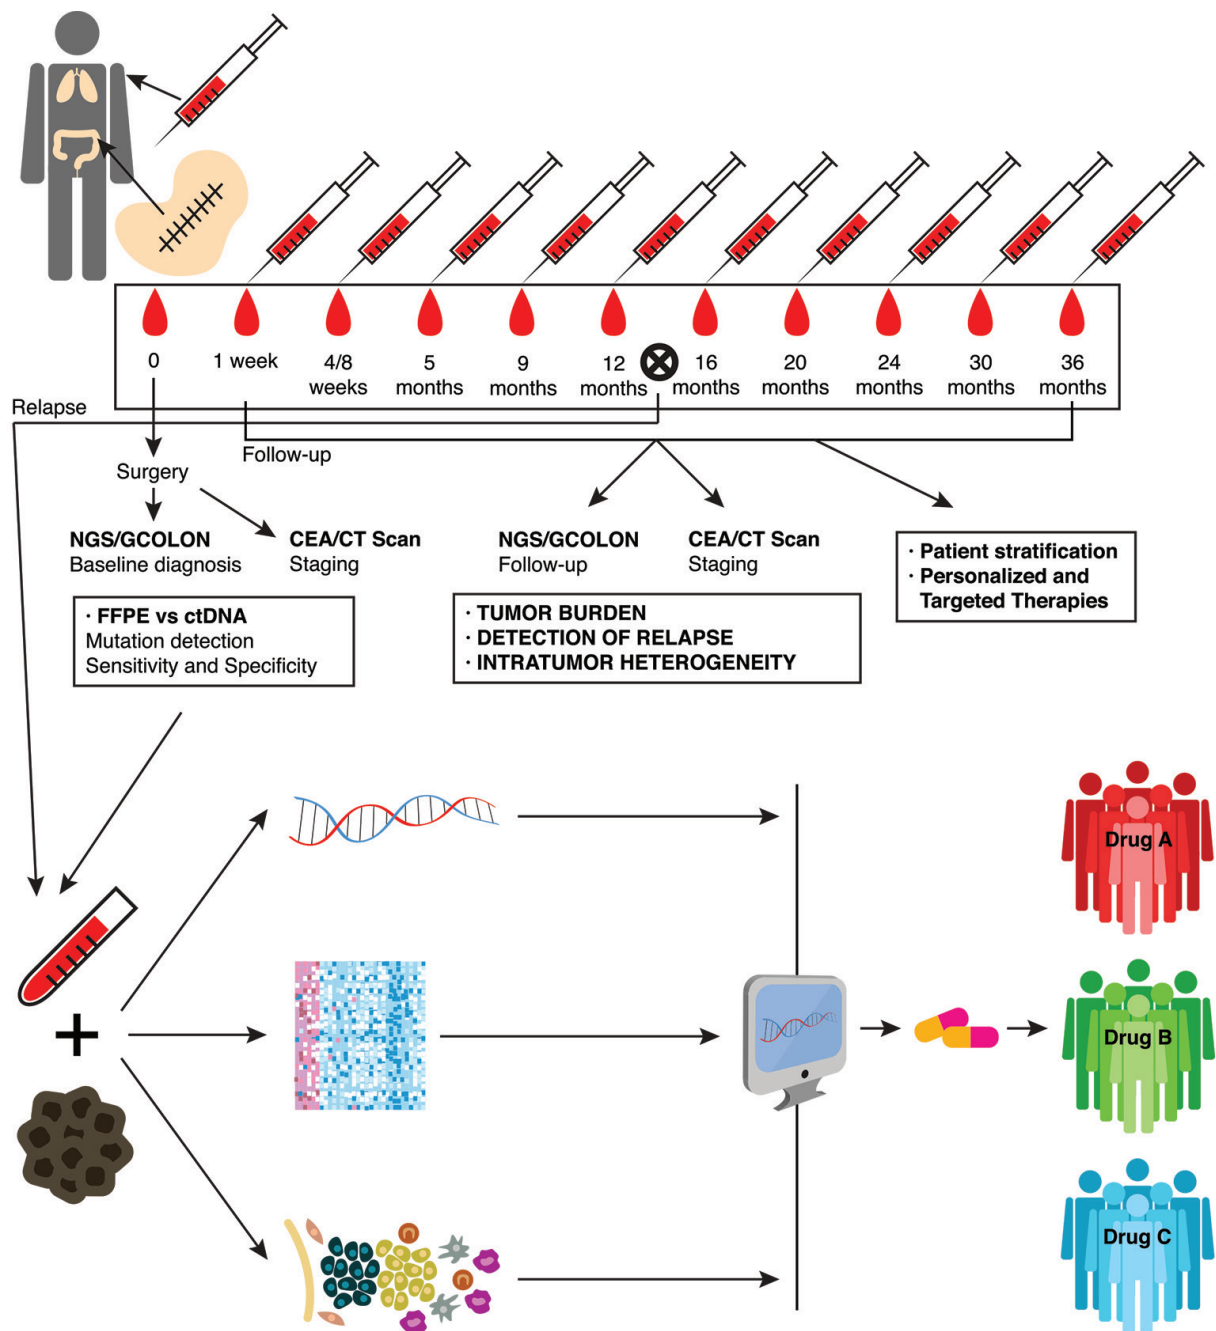 0
1 week
4/8
weeks
5
months
9
months
12
months
16
months
20
months
24
months
30
months
36
months
Relapse
Follow-up
Surgery
NGS/GCOLON
Baseline diagnosis
CEA/CT Scan
Staging
NGS/GCOLON
Follow-up
CEA/CT Scan
Staging
· Patient stratification
· Personalized and
Targeted Therapies
· FFPE vs ctDNA
Mutation detection
Sensitivity and Specificity
· TUMOR BURDEN
· DETECTION OF RELAPSE
· INTRATUMOR HETEROGENEITY
Drug A
Drug B
Drug C